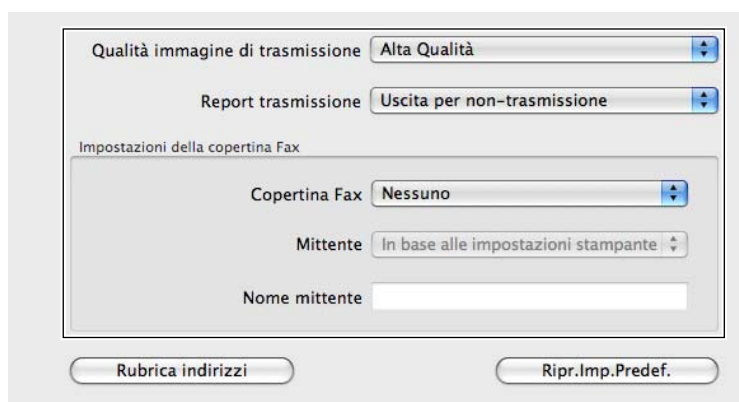 Qualità immagine di trasmissione Alta Qualità
Report trasmissione Uscita per non-trasmissione
Impostazioni della copertina Fax
Copertina Fax Nessuno
Mittente In base alle impostazioni stampante
Nome mittente
Rubrica indirizzi Ripr.Imp.Predef.